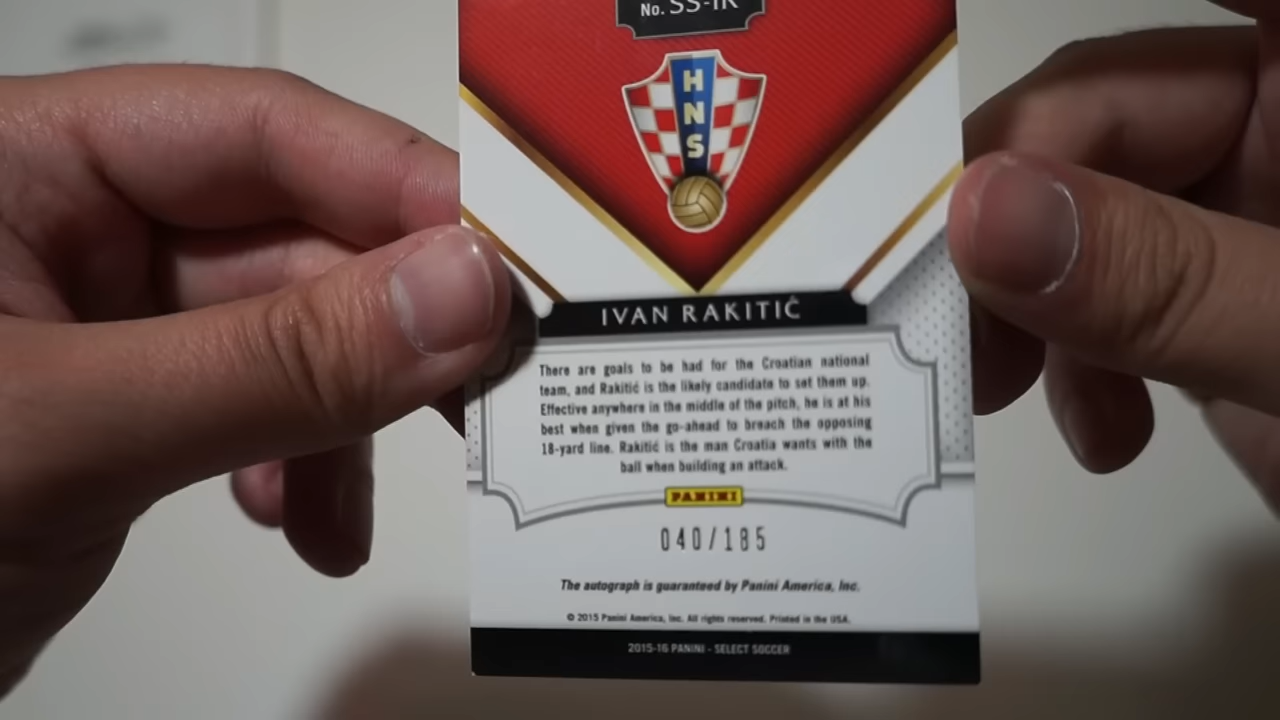 No. SS-IR
H
N
S
IVAN RAKITIĆ
There are goals to be had for the Croatian national
team, and Rakitić is the likely candidate to set them up.
Effective anywhere in the middle of the pitch, he is at his
best when given the go-ahead to breach the opposing
18-yard line. Rakitić is the man Croatia wants with the
ball when building an attack.
PANINI
040/185
The autograph is guaranteed by Panini America, Inc.
© 2015 Panini America, Inc. All rights reserved. Printed in the USA.
2015-16 PANINI - SELECT SOCCER